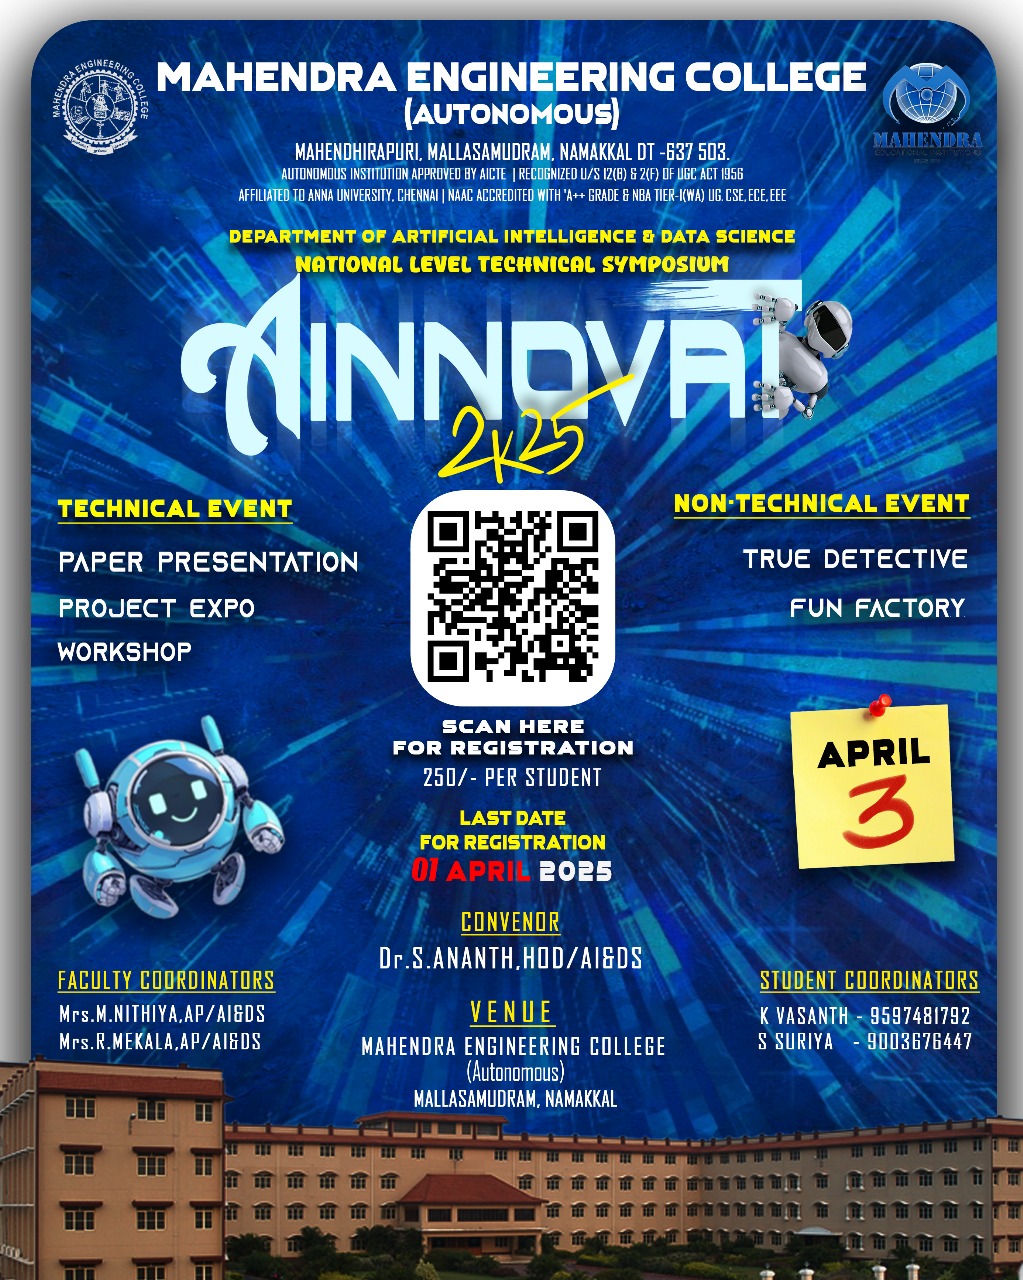 MAHENDRA ENGINEERING COLLEGE
MAHENDRA ENGINEERING COLLEGE
(AUTONOMOUS)
MAHENDRA
MAHENDHIRAPURI, MALLASAMUDRAM, NAMAKKAL DT -637 503.
AUTONOMOUS INSTITUTION APPROVED BY AICTE | RECOGNIZED U/S 12(B) & 2(F) OF UGC ACT 1956
AFFILIATED TO ANNA UNIVERSITY, CHENNAI | NAAC ACCREDITED WITH 'A++ GRADE & NBA TIER-I(WA) UG. CSE,ECE,EEE
DEPARTMENT OF ARTIFICIAL INTELLIGENCE & DATA SCIENCE
NATIONAL LEVEL TECHNICAL SYMPOSIUM
AINNOVAT
2K25
TECHNICAL EVENT
PAPER PRESENTATION
PROJECT EXPO
WORKSHOP
NON-TECHNICAL EVENT
TRUE DETECTIVE
FUN FACTORY
SCAN HERE
FOR REGISTRATION
250/- PER STUDENT
LAST DATE
FOR REGISTRATION
01 APRIL 2025
APRIL
3
CONVENOR
Dr.S.ANANTH,HOD/AI&DS
FACULTY COORDINATORS
Mrs.M.NITHIYA,AP/AI&DS
Mrs.R.MEKALA,AP/AI&DS
VENUE
MAHENDRA ENGINEERING COLLEGE
(Autonomous)
MALLASAMUDRAM, NAMAKKAL
STUDENT COORDINATORS
K VASANTH - 9597481792
S SURIYA - 9003676447